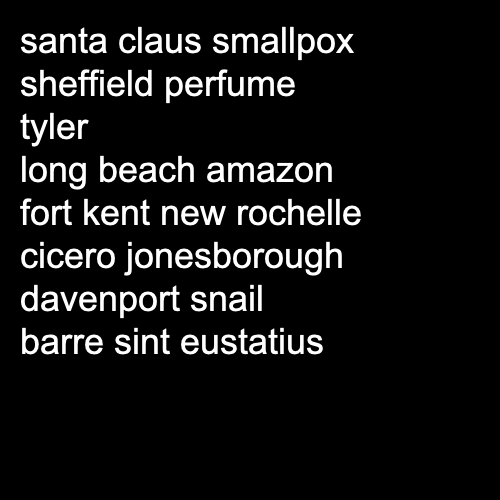 santa claus smallpox
sheffield perfume
tyler
long beach amazon
fort kent new rochelle
cicero jonesborough
davenport snail
barre sint eustatius